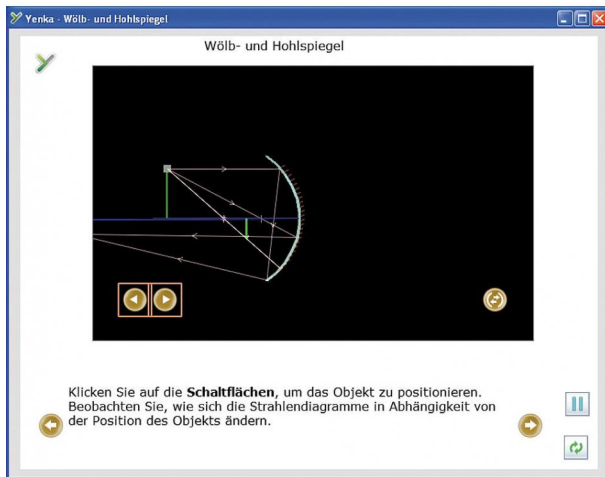 Yenka - Wölb- und Hohlspiegel
Wölb- und Hohlspiegel
Klicken Sie auf die Schaltflächen, um das Objekt zu positionieren.
Beobachten Sie, wie sich die Strahlendiagramme in Abhängigkeit von
der Position des Objekts ändern.